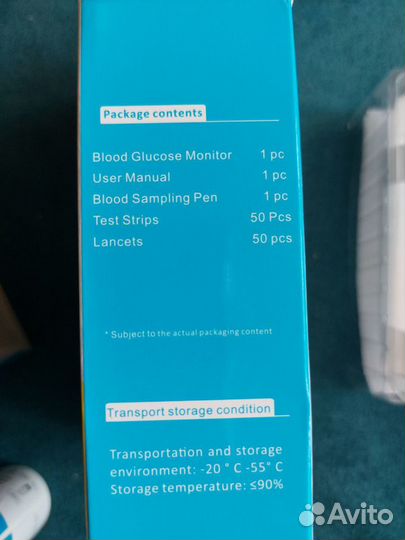 Package contents
Blood Glucose Monitor 1 pc
User Manual 1 pc
Blood Sampling Pen 1 pc
Test Strips 50 Pcs
Lancets 50 pcs
* Subject to the actual packaging content
Transport storage condition
Transportation and storage
environment: -20 ° C -55° C
Storage temperature: ≤90%
Avito